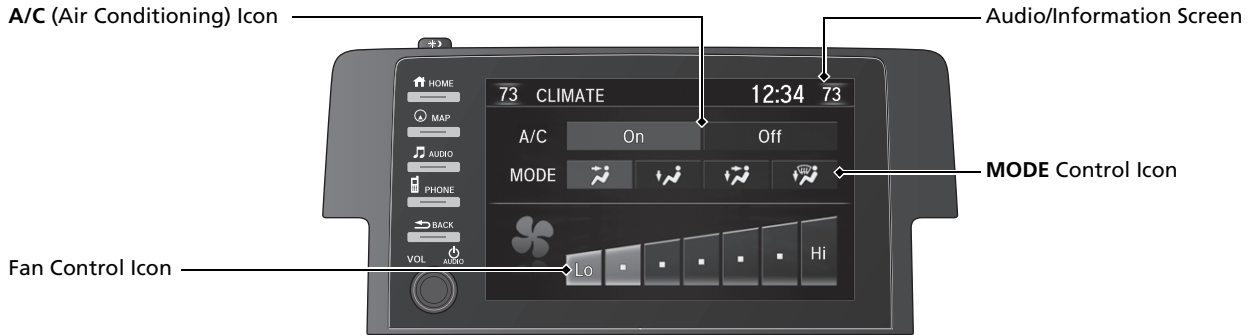 A/C (Air Conditioning) Icon
Audio/Information Screen
HOME
73 CLIMATE 12:34 73
MAP
A/C On Off
AUDIO
MODE
MODE Control Icon
PHONE
BACK
VOL AUDIO
Fan Control Icon
Lo Hi